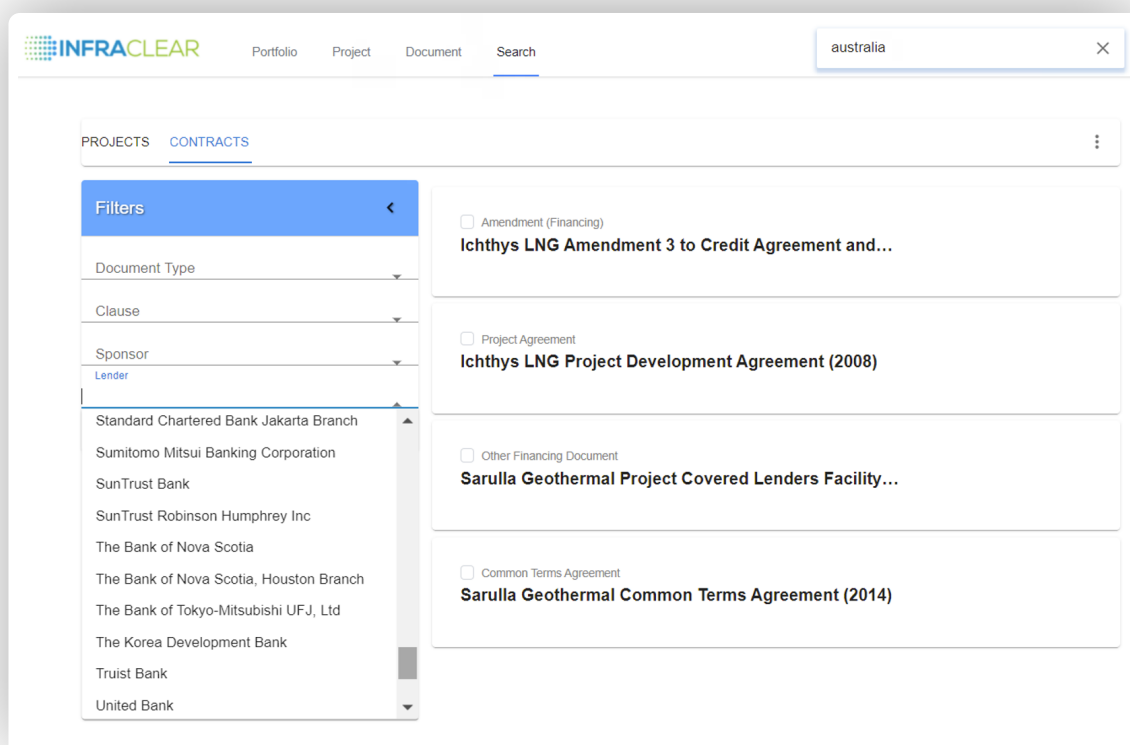 INFRACLEAR
Portfolio Project Document Search
australia
PROJECTS CONTRACTS
Filters
Document Type
Clause
Sponsor
Lender
Standard Chartered Bank Jakarta Branch
Sumitomo Mitsui Banking Corporation
SunTrust Bank
SunTrust Robinson Humphrey Inc
The Bank of Nova Scotia
The Bank of Nova Scotia, Houston Branch
The Bank of Tokyo-Mitsubishi UFJ, Ltd
The Korea Development Bank
Truist Bank
United Bank
Amendment (Financing)
Ichthys LNG Amendment 3 to Credit Agreement and…
Project Agreement
Ichthys LNG Project Development Agreement (2008)
Other Financing Document
Sarulla Geothermal Project Covered Lenders Facility…
Common Terms Agreement
Sarulla Geothermal Common Terms Agreement (2014)